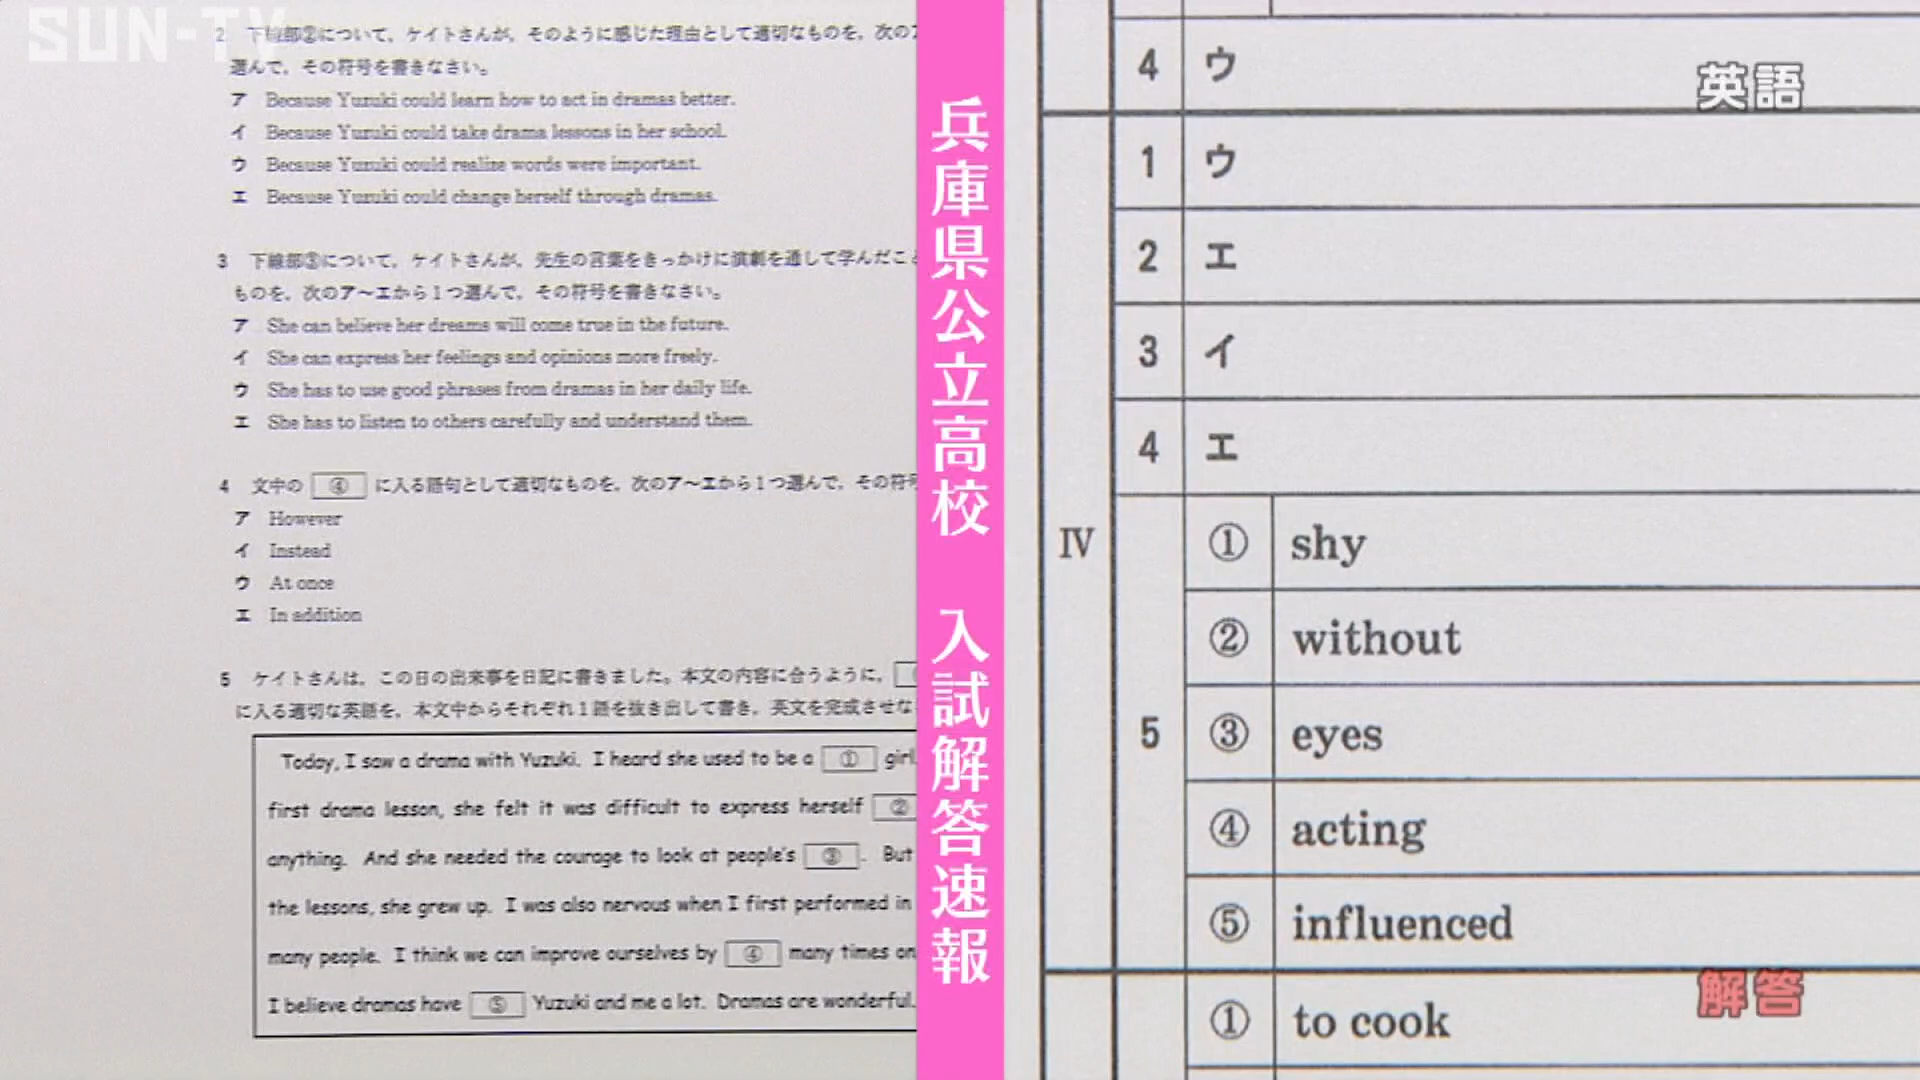 SUN-TV
2 下線部②について，ケイトさんが，そのように感じた理由として適切なものを，次の
選んで，その符号を書きなさい。
ア Because Yuzuki could learn how to act in dramas better.
イ Because Yuzuki could take drama lessons in her school.
ウ Because Yuzuki could realize words were important.
エ Because Yuzuki could change herself through dramas.
3 下線部③について，ケイトさんが，先生の言葉をきっかけに演劇を通して学んだこと
ものを，次のア～エから１つ選んで，その符号を書きなさい。
ア She can believe her dreams will come true in the future.
イ She can express her feelings and opinions more freely.
ウ She has to use good phrases from dramas in her daily life.
エ She has to listen to others carefully and understand them.
4 文中の ④ に入る語句として適切なものを，次のア～エから１つ選んで，その符号
ア However
イ Instead
ウ At once
エ In addition
5 ケイトさんは，この日の出来事を日記に書きました。本文の内容に合うように，
に入る適切な英語を，本文中からそれぞれ１語を抜き出して書き，英文を完成させな
Today, I saw a drama with Yuzuki. I heard she used to be a ① girl.
first drama lesson, she felt it was difficult to express herself ②
anything. And she needed the courage to look at people's ③. But
the lessons, she grew up. I was also nervous when I first performed in
many people. I think we can improve ourselves by ④ many times on
I believe dramas have ⑤ Yuzuki and me a lot. Dramas are wonderful.
兵庫県公立高校 入試解答速報
英語
4 ウ
Ⅳ
1 ウ
2 エ
3 イ
4 エ
5
① shy
② without
③ eyes
④ acting
⑤ influenced
① to cook
解答